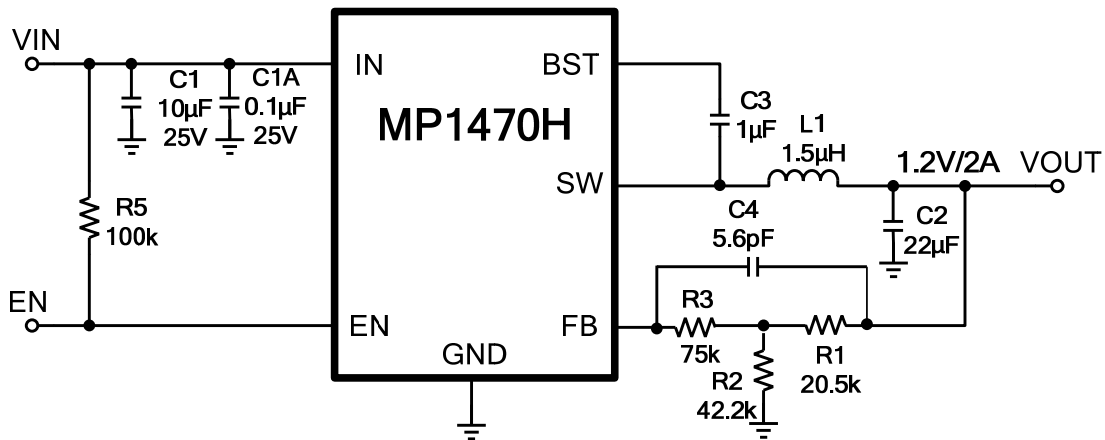 VIN
C1
10μF
25V
C1A
0.1μF
25V
R5
100k
EN
IN
BST
MP1470H
SW
EN
FB
GND
C3
1μF
L1
1.5μH
1.2V/2A
VOUT
C4
5.6pF
C2
22μF
R3
75k
R1
20.5k
R2
42.2k